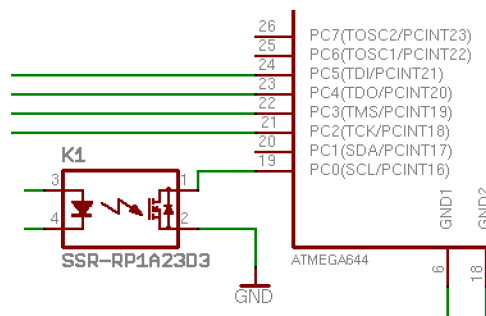 26
PC7(TOSC2/PCINT23)
25
PC6(TOSC1/PCINT22)
24
PC5(TDI/PCINT21)
23
PC4(TDO/PCINT20)
22
PC3(TMS/PCINT19)
21
PC2(TCK/PCINT18)
20
PC1(SDA/PCINT17)
19
PC0(SCL/PCINT16)
K1
3
1
4
2
SSR-RP1A23D3
GND
ATMEGA644
GND1
GND2
6
18